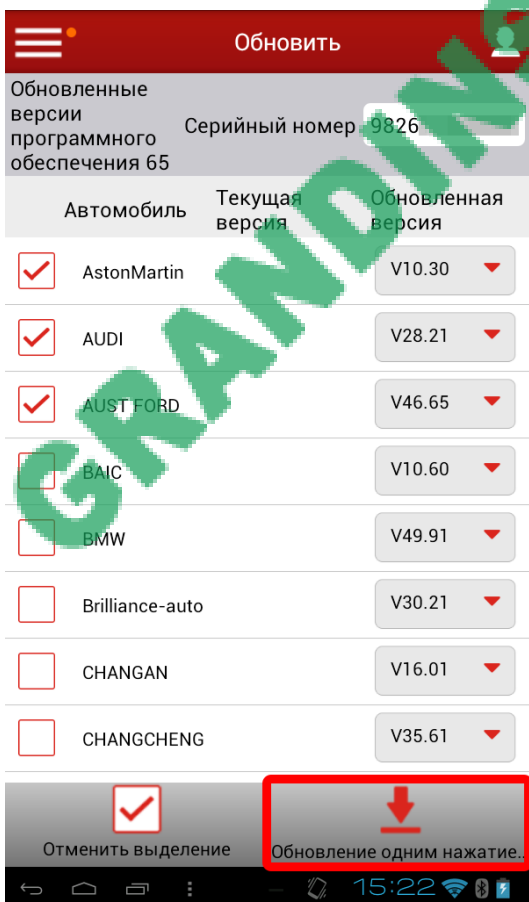 Обновить
Обновленные
версии
программного
обеспечения 65
Серийный номер 9826
Автомобиль
Текущая
версия
Обновленная
версия
AstonMartin V10.30
AUDI V28.21
AUST FORD V46.65
BAIC V10.60
BMW V49.91
Brilliance-auto V30.21
CHANGAN V16.01
CHANGCHENG V35.61
Отменить выделение
Обновление одним нажатие..
15:22
GRANDING